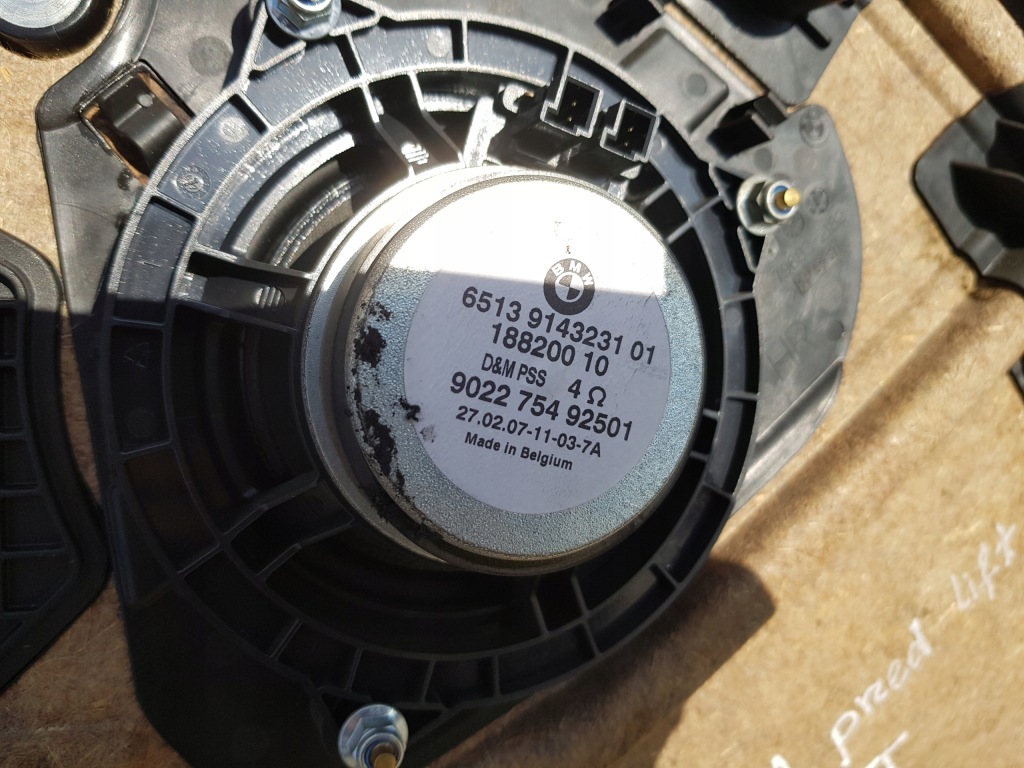 BMW
6513 9143231 01
188200 10
D&M PSS 4 Ω
9022 754 92501
27.02.07-11-03-7A
Made in Belgium
przed lift